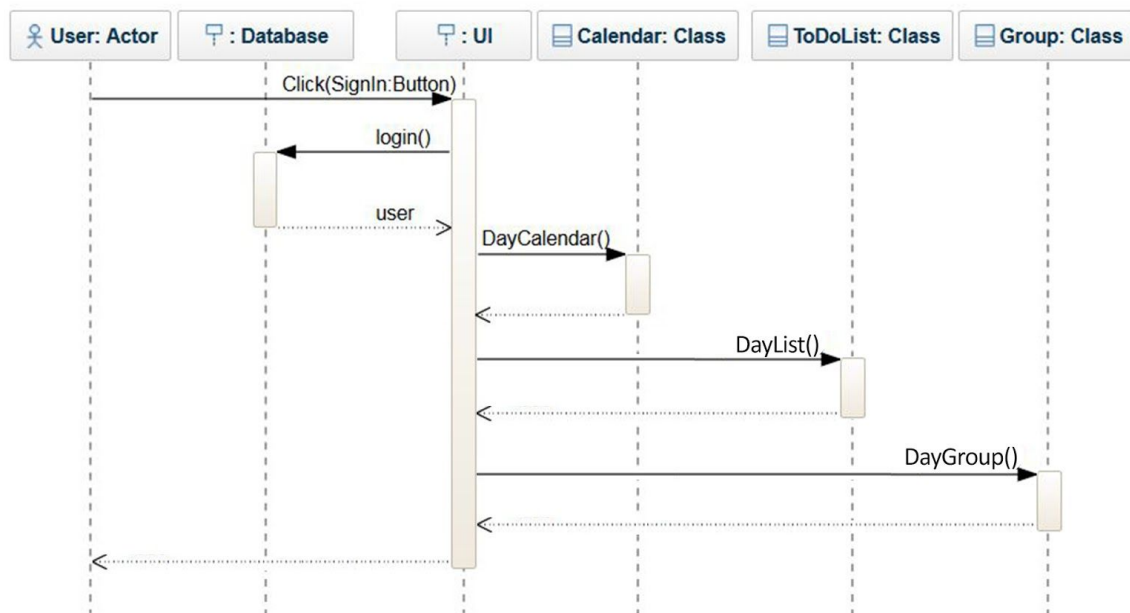 User: Actor
: Database
: UI
Calendar: Class
ToDoList: Class
Group: Class
Click(SignIn:Button)
login()
user
DayCalendar()
DayList()
DayGroup()